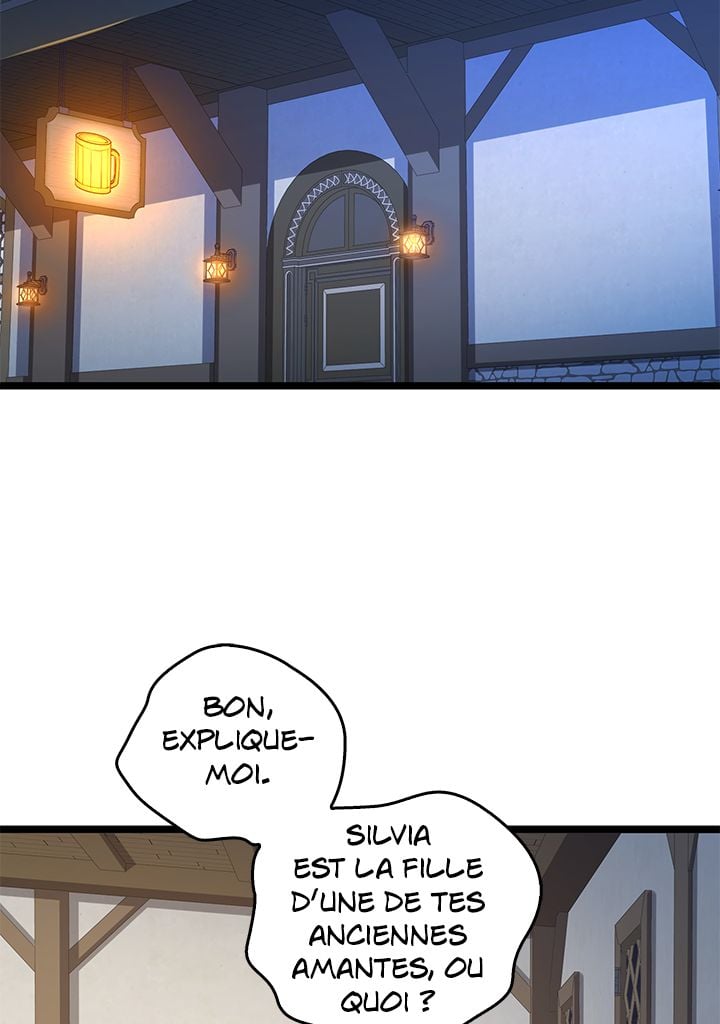 BON,
EXPLIQUE-
MOI.
SILVIA
EST LA FILLE
D'UNE DE TES
ANCIENNES
AMANTES, OU
QUOI ?